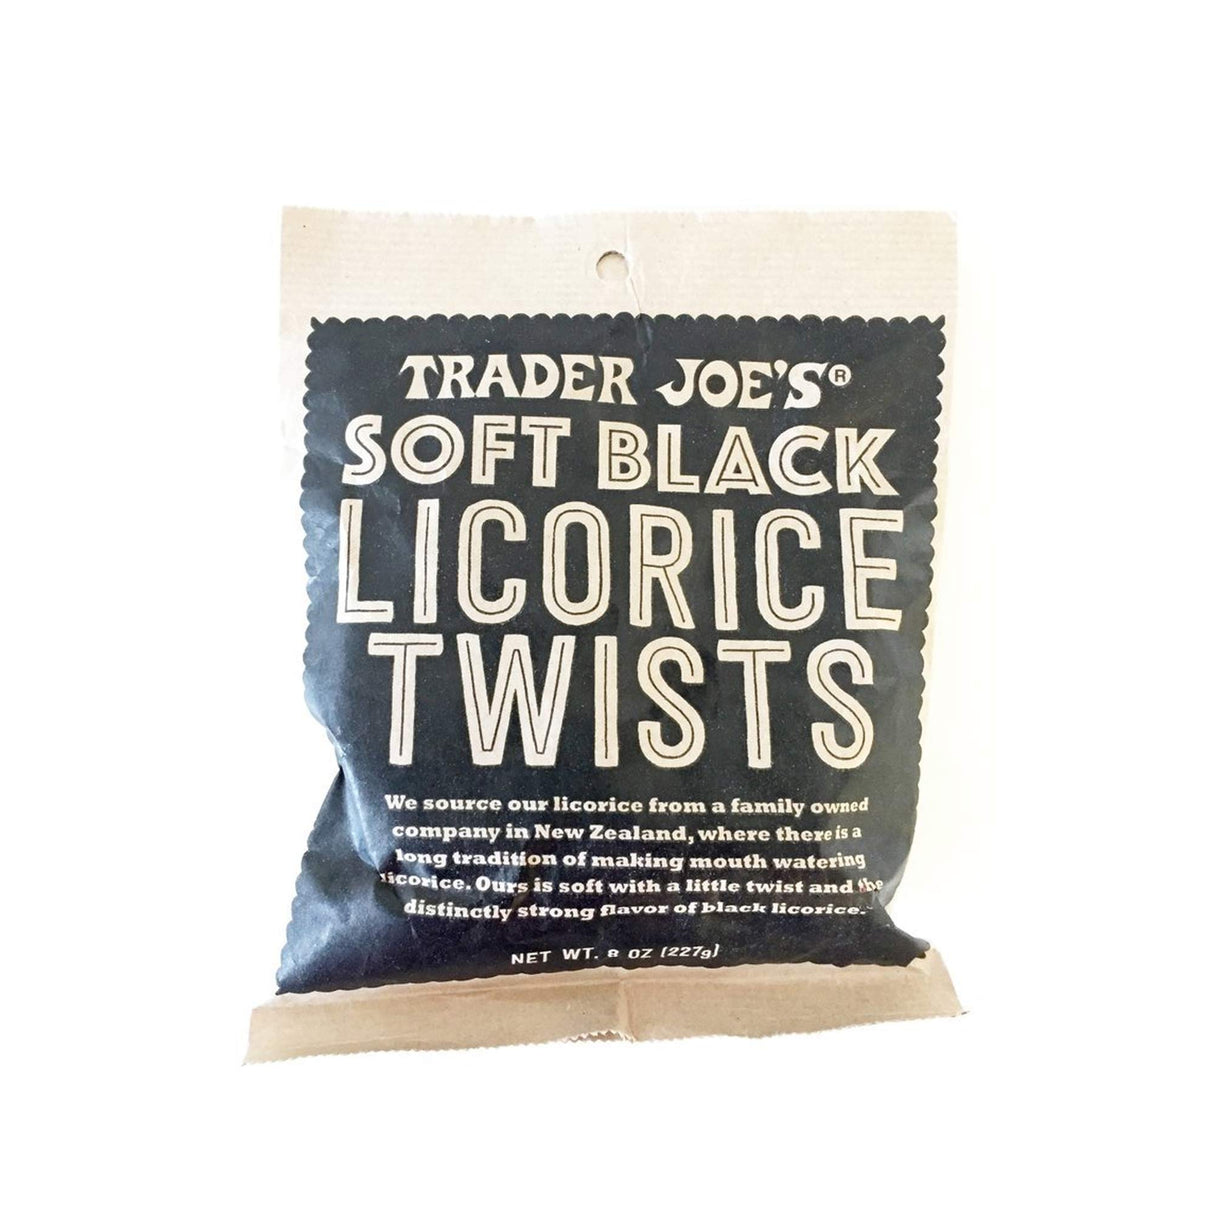 TRADER JOE'S®
SOFT BLACK
LICORICE
TWISTS
We source our licorice from a family owned
company in New Zealand, where there is a
long tradition of making mouth watering
licorice. Ours is soft with a little twist and the
distinctly strong flavor of black licorice.
NET WT. 8 OZ (227g)